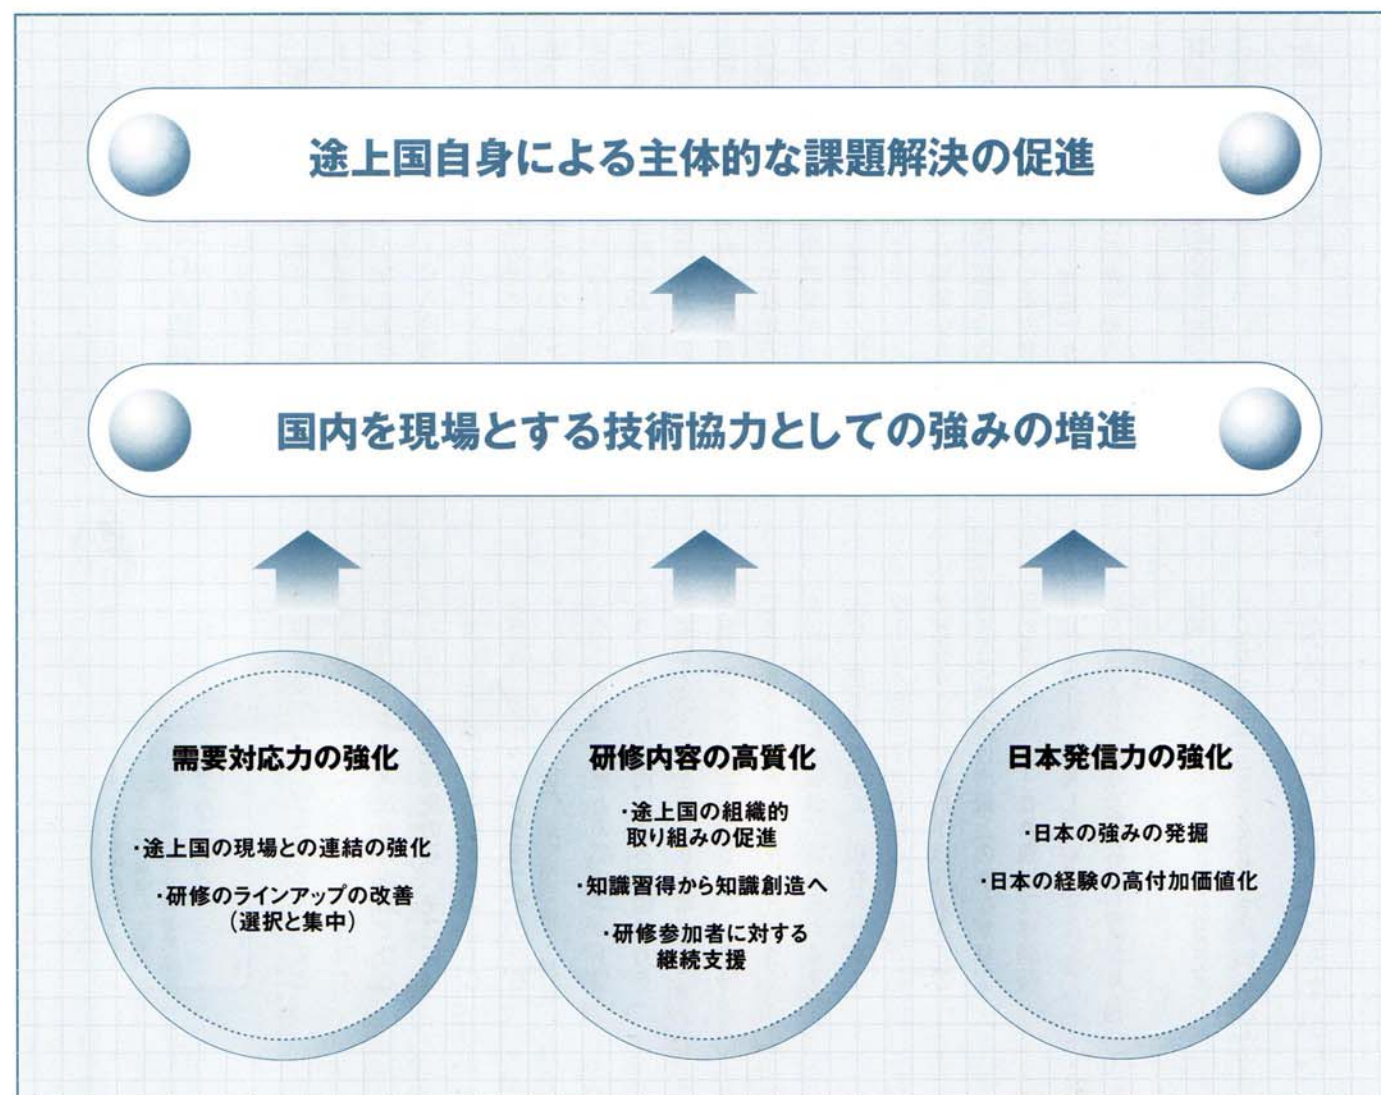 途上国自身による主体的な課題解決の促進
国内を現場とする技術協力としての強みの増進
需要対応力の強化
・途上国の現場との連結の強化
・研修のラインアップの改善
(選択と集中)
研修内容の高質化
・途上国の組織的
取り組みの促進
・知識習得から知識創造へ
・研修参加者に対する
継続支援
日本発信力の強化
・日本の強みの発掘
・日本の経験の高付加価値化